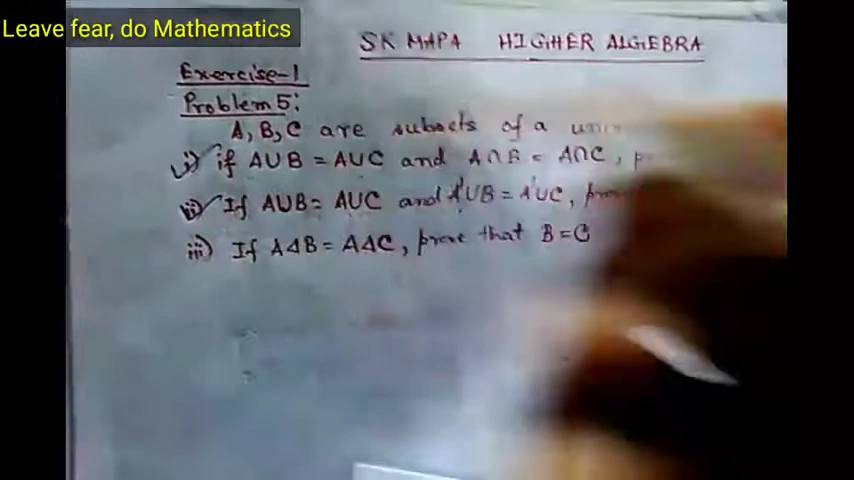 Leave fear, do Mathematics
SK MAPA HIGHER ALGEBRA
Exercise-1
Problem 5:
A, B, C are subsets of a
i) if A∪B = A∪C and A∩B = A∩C,
ii) If A∪B = A∪C and A'∪B = A'∪C,
iii) If AΔB = AΔC, prove that B=C